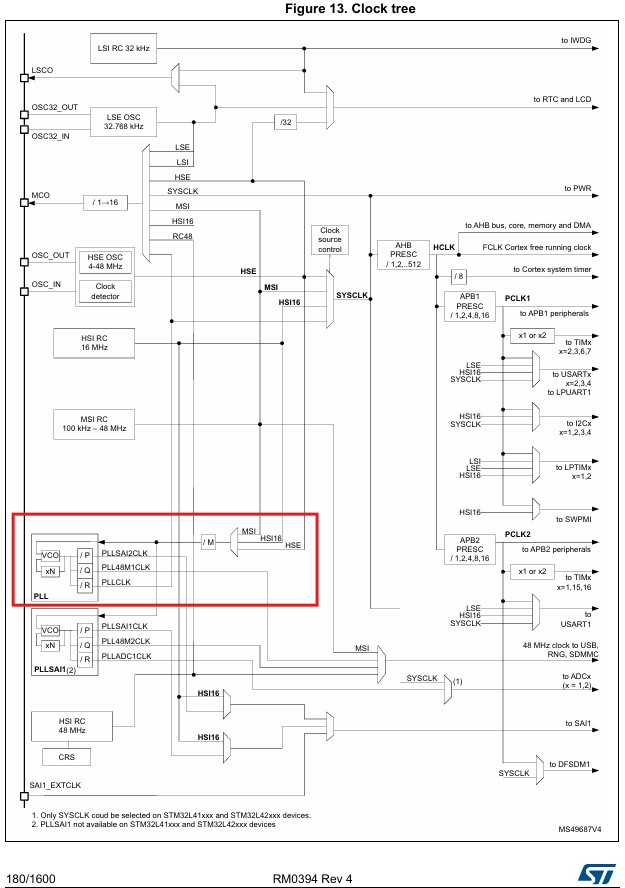 Figure 13. Clock tree
LSI RC 32 kHz
to IWDG
LSCO
OSC32_OUT
LSE OSC
32.768 kHz
OSC32_IN
/32
to RTC and LCD
LSE
LSI
HSE
SYSCLK
to PWR
MCO
/ 1→16
MSI
HSI16
RC48
Clock
source
control
AHB
PRESC
/ 1,2,..512
HCLK
to AHB bus, core, memory and DMA
FCLK Cortex free running clock
/ 8
to Cortex system timer
OSC_OUT
HSE OSC
4-48 MHz
OSC_IN
Clock
detector
HSE
MSI
HSI16
SYSCLK
APB1
PRESC
/ 1,2,4,8,16
PCLK1
to APB1 peripherals
HSI RC
16 MHz
x1 or x2
to TIMx
x=2,3,6,7
LSE
HSI16
SYSCLK
to USARTx
x=2,3,4
to LPUART1
MSI RC
100 kHz – 48 MHz
HSI16
SYSCLK
to I2Cx
x=1,2,3,4
LSI
LSE
HSI16
to LPTIMx
x=1,2
HSI16
to SWPMI
/ M
MSI
HSI16
HSE
VCO
xN
/ P
/ Q
/ R
PLL
PLLSAI2CLK
PLL48M1CLK
PLLCLK
APB2
PRESC
/ 1,2,4,8,16
PCLK2
to APB2 peripherals
x1 or x2
to TIMx
x=1,15,16
LSE
HSI16
SYSCLK
to
USART1
VCO
xN
/ P
/ Q
/ R
PLLSAI1(2)
PLLSAI1CLK
PLL48M2CLK
PLLADC1CLK
MSI
48 MHz clock to USB,
RNG, SDMMC
SYSCLK
(1)
to ADCx
(x = 1,2)
HSI16
HSI RC
48 MHz
to SAI1
HSI16
CRS
to DFSDM1
SYSCLK
SAI1_EXTCLK
1. Only SYSCLK coud be selected on STM32L41xxx and STM32L42xxx devices.
2. PLLSAI1 not available on STM32L41xxx and STM32L42xxx devices
MS49687V4
180/1600
RM0394 Rev 4
ST